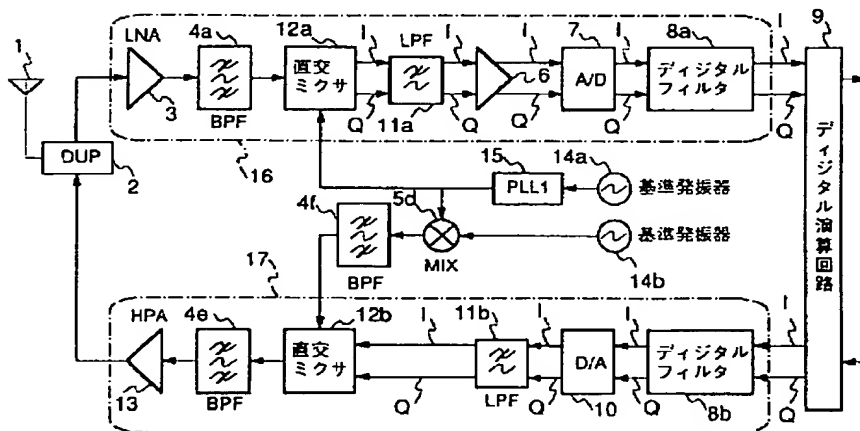 1
LNA
3
4a
BPF
12a
直交
ミクサ
I
Q
LPF
11a
I
Q
6
I
Q
7
A/D
I
Q
8a
ディジタル
フィルタ
I
Q
9
ディジタル演算回路
DUP
2
16
15
PLL1
14a
基準発振器
5d
MIX
4f
BPF
基準発振器
14b
17
HPA
13
4e
BPF
12b
直交
ミクサ
I
Q
11b
LPF
I
Q
D/A
10
I
Q
ディジタル
フィルタ
8b
I
Q